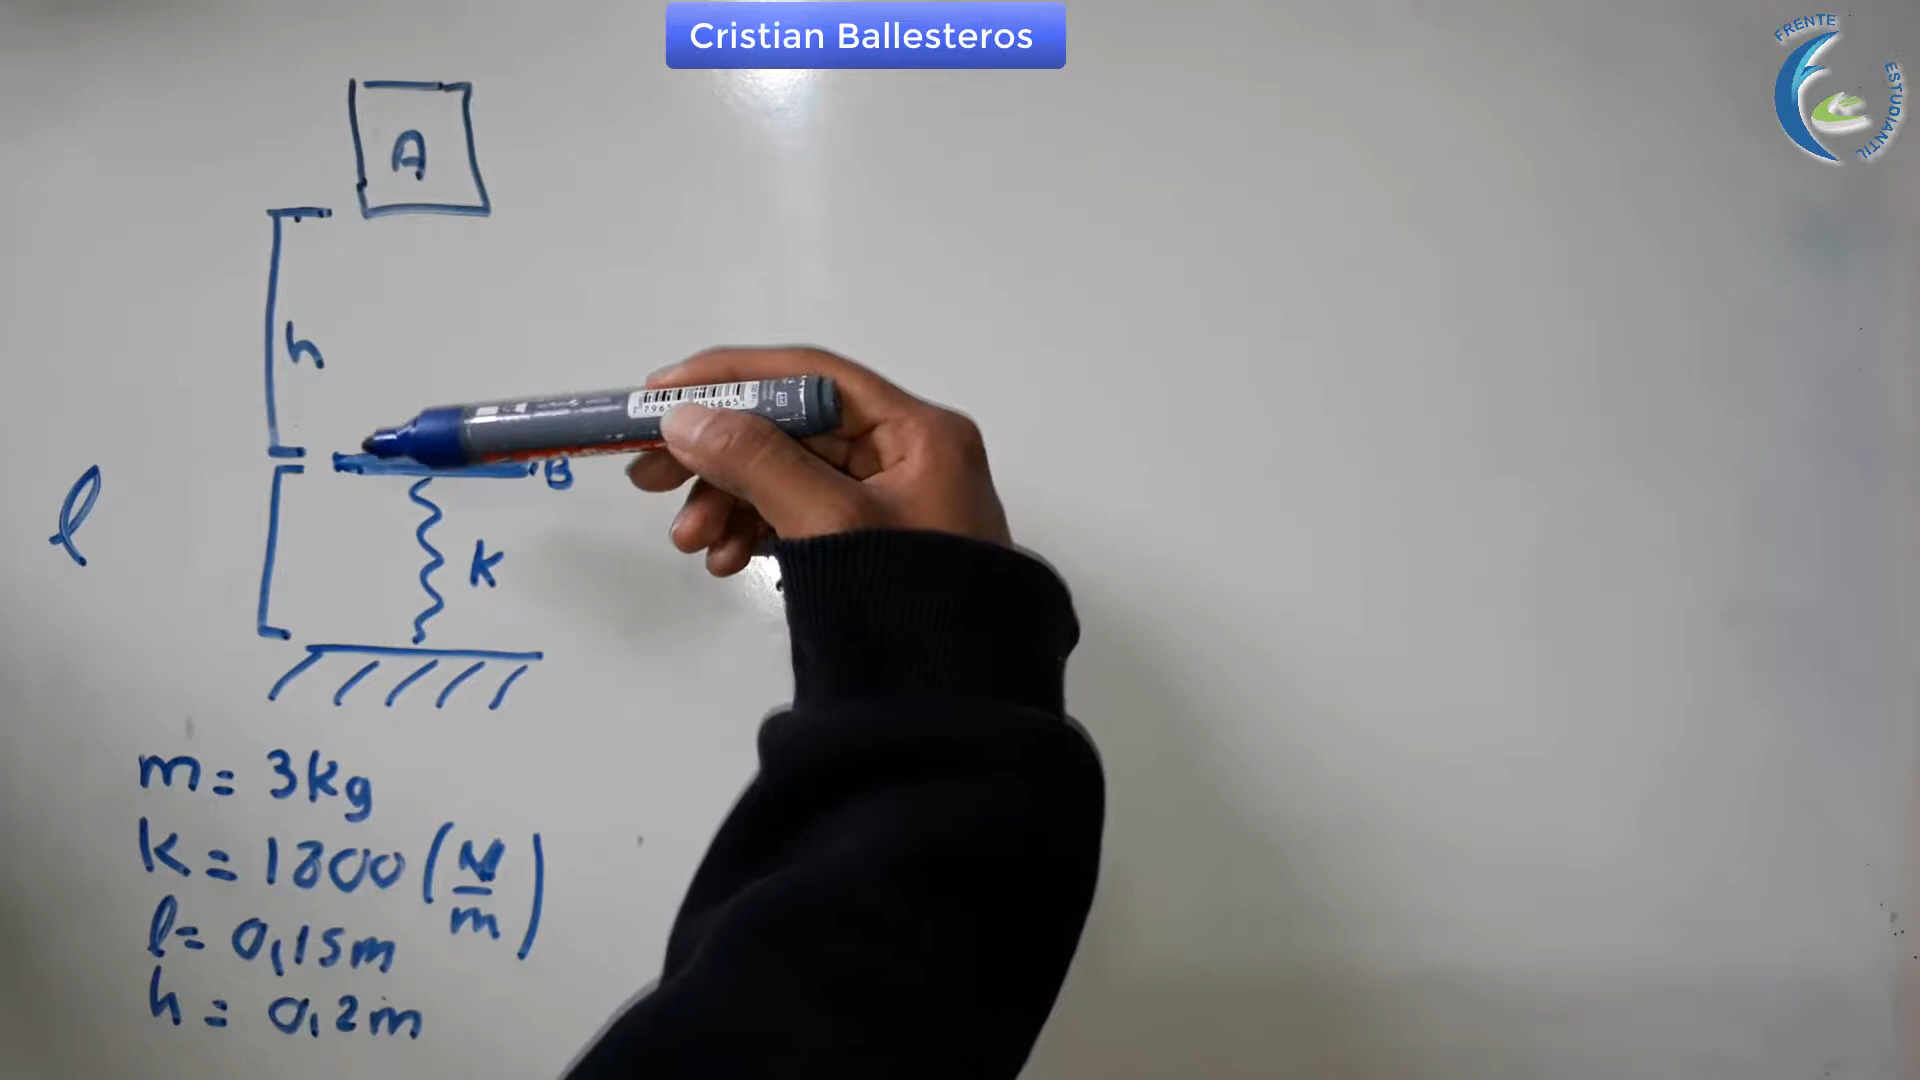 Cristian Ballesteros
FRENTE
ESTUDIANTIL
A
h
B
l
K
m = 3kg
K = 1800 (N/m)
l = 0,15m
h = 0,2m